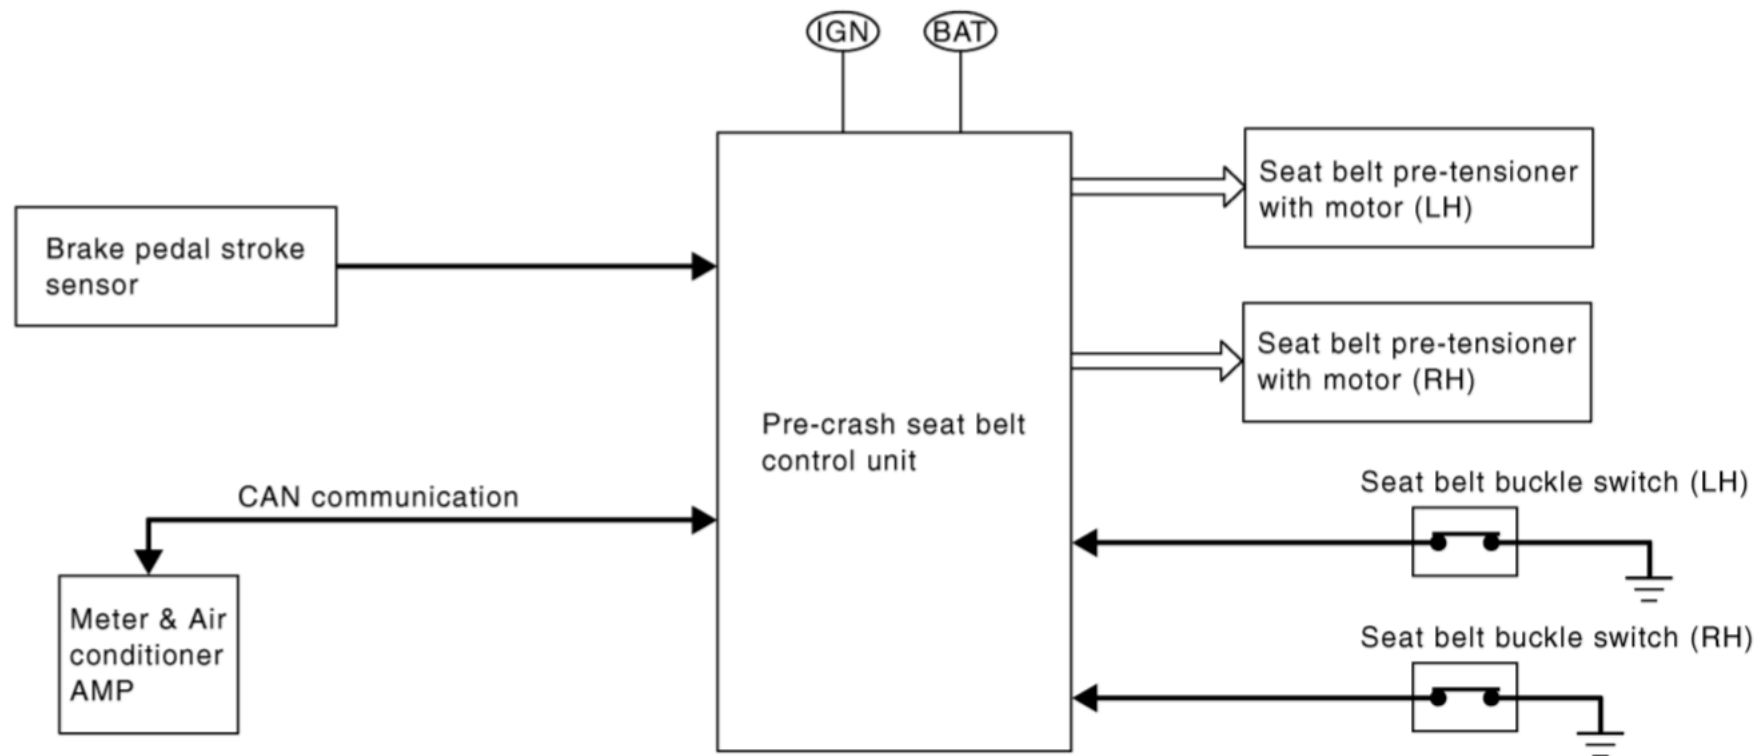 IGN
BAT
Seat belt pre-tensioner
with motor (LH)
Brake pedal stroke
sensor
Seat belt pre-tensioner
with motor (RH)
Pre-crash seat belt
control unit
CAN communication
Seat belt buckle switch (LH)
Meter & Air
conditioner
AMP
Seat belt buckle switch (RH)